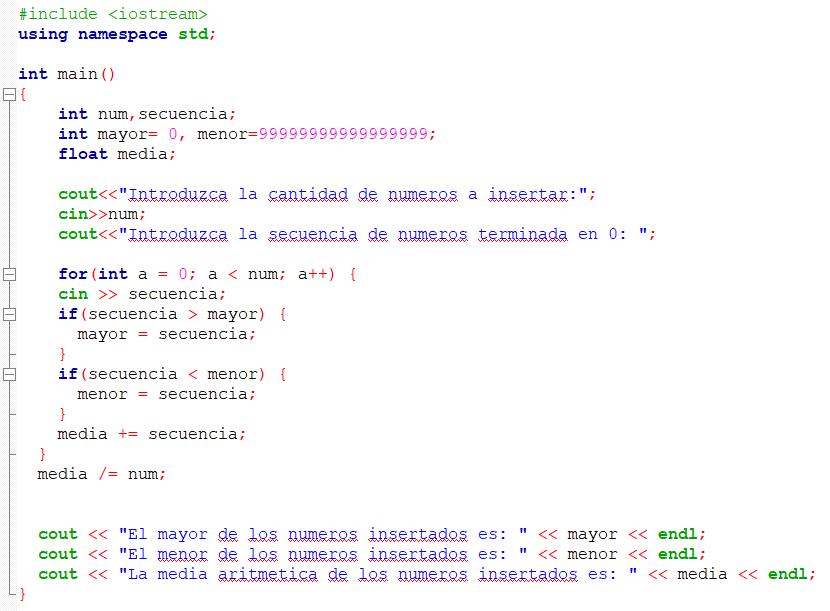 #include <iostream>
using namespace std;
int main()
{
int num,secuencia;
int mayor= 0, menor=99999999999999999;
float media;
cout<<"Introduzca la cantidad de numeros a insertar:";
cin>>num;
cout<<"Introduzca la secuencia de numeros terminada en 0: ";
for(int a = 0; a < num; a++) {
cin >> secuencia;
if(secuencia > mayor) {
mayor = secuencia;
}
if(secuencia < menor) {
menor = secuencia;
}
media += secuencia;
}
media /= num;
cout << "El mayor de los numeros insertados es: " << mayor << endl;
cout << "El menor de los numeros insertados es: " << menor << endl;
cout << "La media aritmetica de los numeros insertados es: " << media << endl;
}